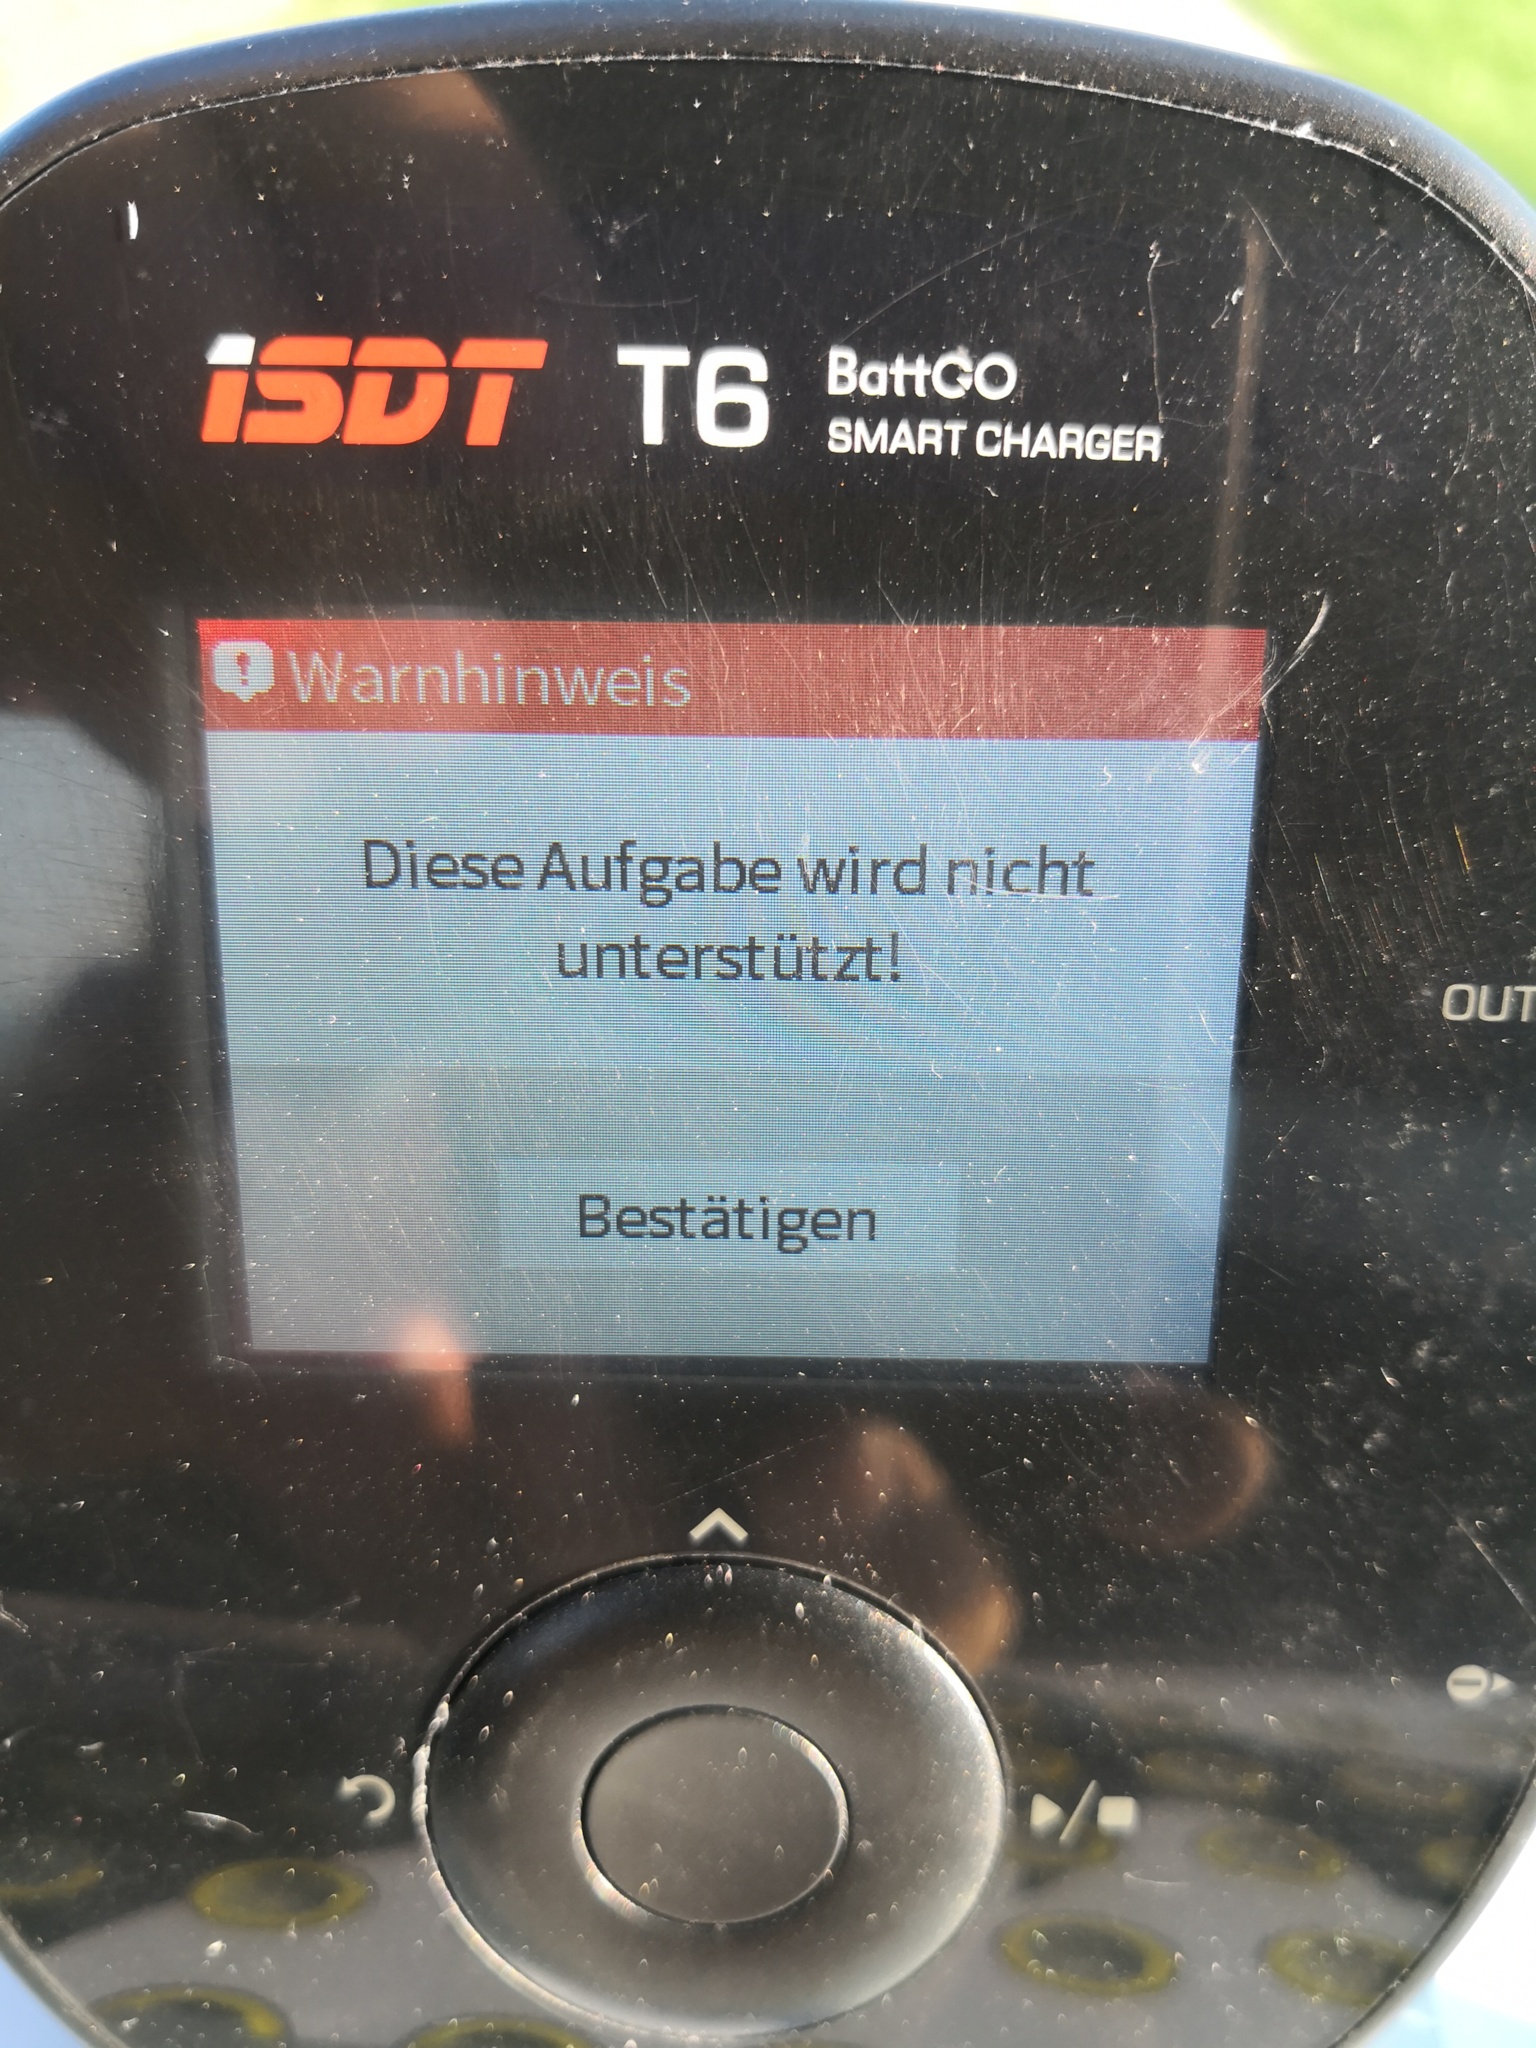 ISDT T6 BattGO
SMART CHARGER
Warnhinweis
Diese Aufgabe wird nicht
unterstützt!
OUT
Bestätigen